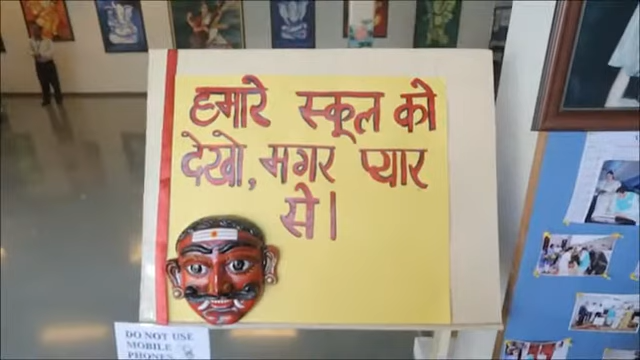 हमारे स्कूल को
देखो, मगर प्यार
से।
DO NOT USE
MOBILE
PHONES